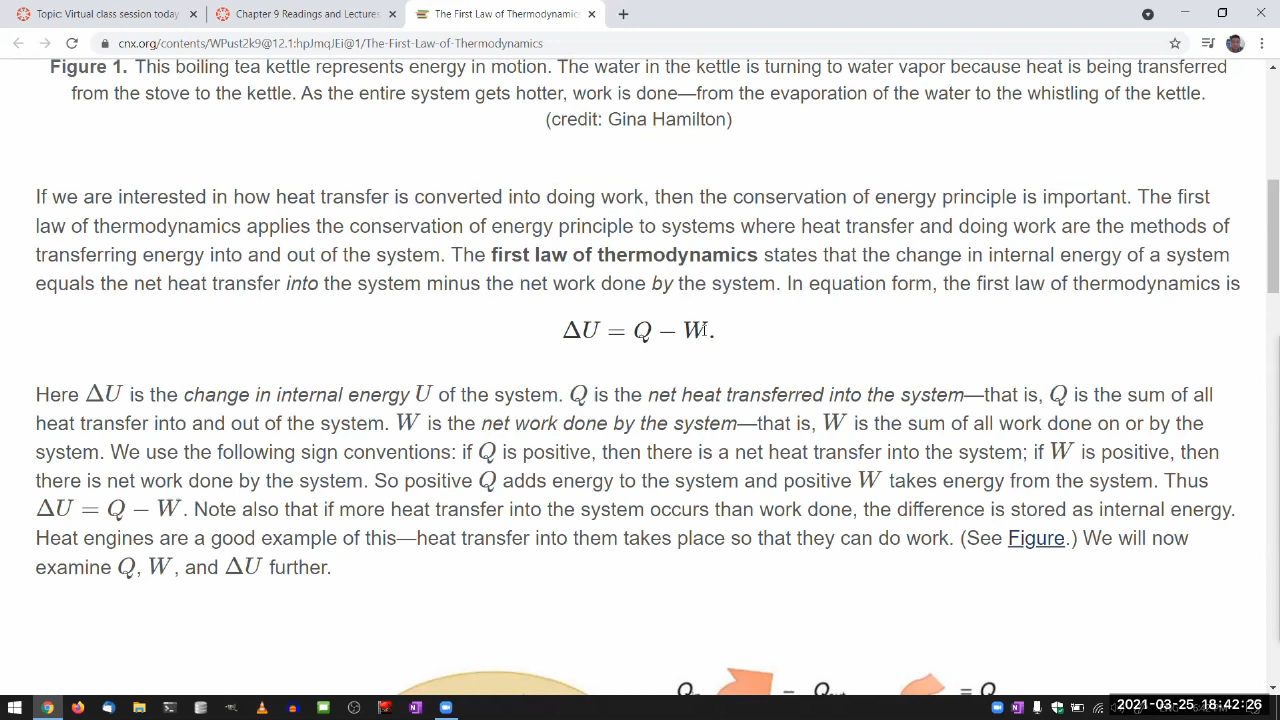 Topic: Virtual class session today
Chapter 9 Readings and Lectures
The First Law of Thermodynamics
cnx.org/contents/WPust2k9@12.1:hpJmqJEi@1/The-First-Law-of-Thermodynamics
Figure 1. This boiling tea kettle represents energy in motion. The water in the kettle is turning to water vapor because heat is being transferred
from the stove to the kettle. As the entire system gets hotter, work is done—from the evaporation of the water to the whistling of the kettle.
(credit: Gina Hamilton)
If we are interested in how heat transfer is converted into doing work, then the conservation of energy principle is important. The first
law of thermodynamics applies the conservation of energy principle to systems where heat transfer and doing work are the methods of
transferring energy into and out of the system. The first law of thermodynamics states that the change in internal energy of a system
equals the net heat transfer into the system minus the net work done by the system. In equation form, the first law of thermodynamics is
ΔU = Q − W.
Here ΔU is the change in internal energy U of the system. Q is the net heat transferred into the system—that is, Q is the sum of all
heat transfer into and out of the system. W is the net work done by the system—that is, W is the sum of all work done on or by the
system. We use the following sign conventions: if Q is positive, then there is a net heat transfer into the system; if W is positive, then
there is net work done by the system. So positive Q adds energy to the system and positive W takes energy from the system. Thus
ΔU = Q − W. Note also that if more heat transfer into the system occurs than work done, the difference is stored as internal energy.
Heat engines are a good example of this—heat transfer into them takes place so that they can do work. (See Figure.) We will now
examine Q, W, and ΔU further.
2021-03-25 18:42:26